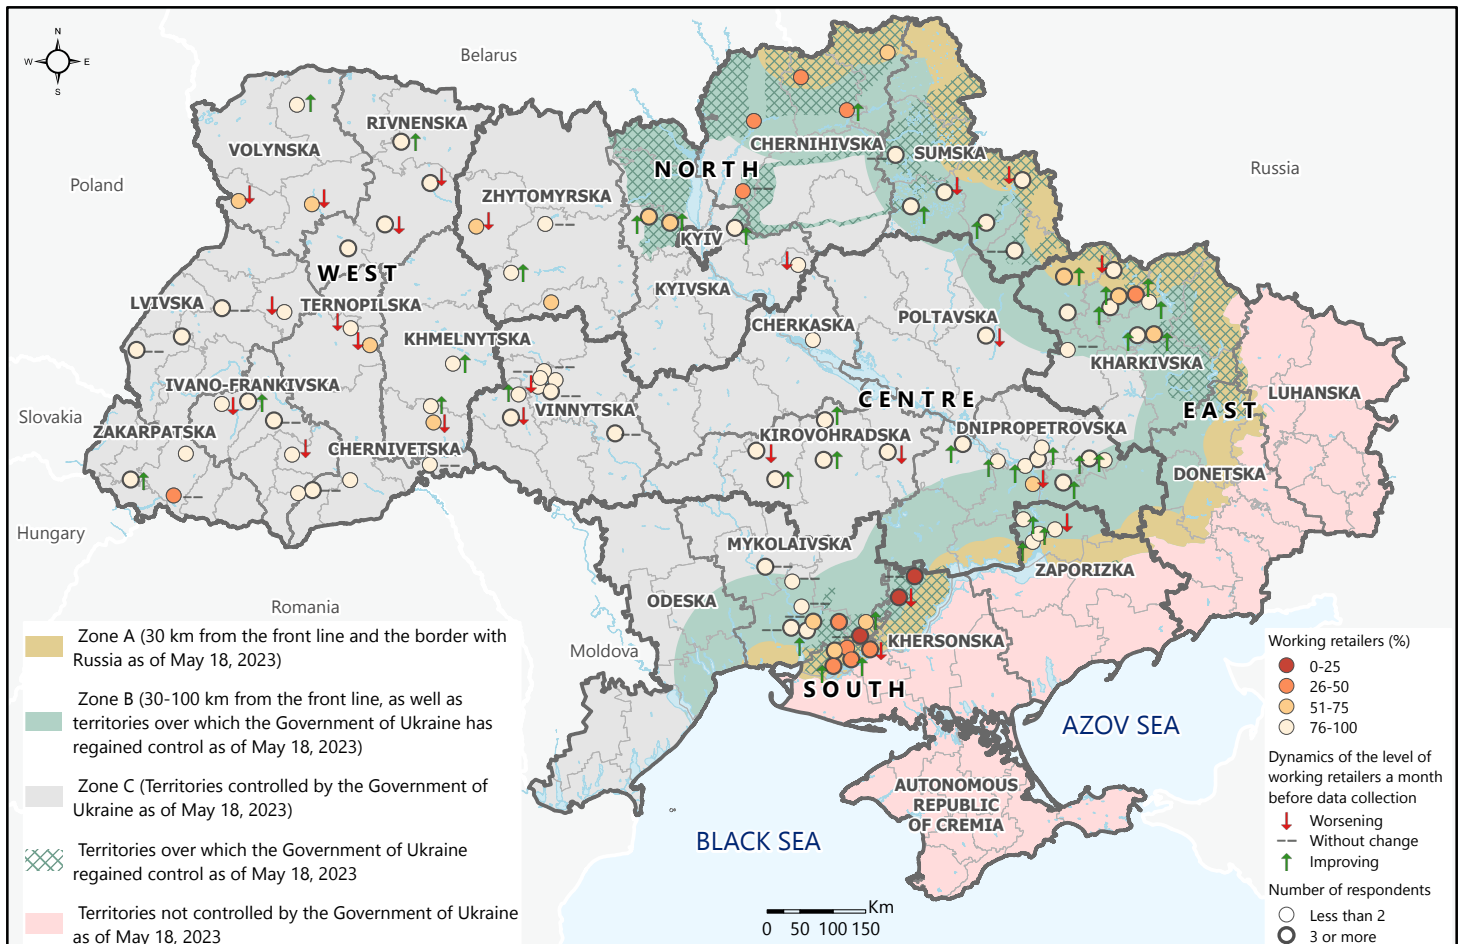 N
W
E
S
Belarus
Poland
Russia
Slovakia
Hungary
Romania
Moldova
VOLYNSKA
RIVNENSKA
ZHYTOMYRSKA
NORTH
CHERNIHIVSKA
SUMSKA
KYIV
KYIVSKA
WEST
LVIVSKA
TERNOPILSKA
KHMELNYTSKA
CHERKASKA
POLTAVSKA
KHARKIVSKA
LUHANSKA
IVANO-FRANKIVSKA
VINNYTSKA
CENTRE
EAST
ZAKARPATSKA
CHERNIVETSKA
KIROVOHRADSKA
DNIPROPETROVSKA
DONETSKA
MYKOLAIVSKA
ZAPORIZKA
ODESKA
KHERSONSKA
SOUTH
AZOV SEA
BLACK SEA
AUTONOMOUS
REPUBLIC
OF CREMIA
Zone A (30 km from the front line and the border with
Russia as of May 18, 2023)
Zone B (30-100 km from the front line, as well as
territories over which the Government of Ukraine has
regained control as of May 18, 2023)
Zone C (Territories controlled by the Government of
Ukraine as of May 18, 2023)
Territories over which the Government of Ukraine
regained control as of May 18, 2023
Territories not controlled by the Government of Ukraine
as of May 18, 2023
Km
0 50 100 150
Working retailers (%)
0-25
26-50
51-75
76-100
Dynamics of the level of
working retailers a month
before data collection
Worsening
Without change
Improving
Number of respondents
Less than 2
3 or more